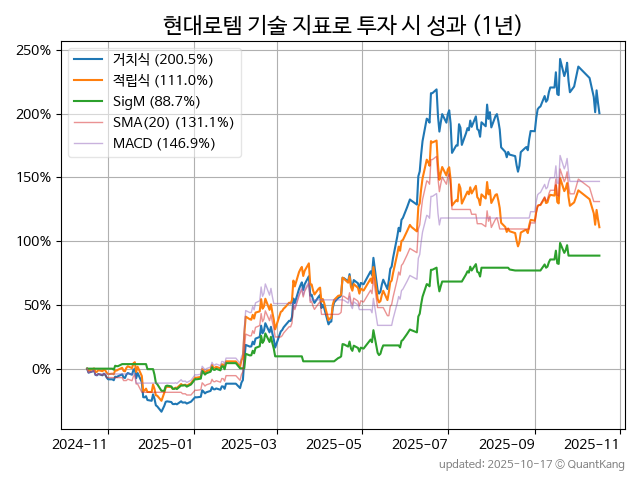 현대로템 기술 지표로 투자 시 성과 (1년)
250%
200%
150%
100%
50%
0%
거치식 (200.5%)
적립식 (111.0%)
SigM (88.7%)
SMA(20) (131.1%)
MACD (146.9%)
2024-11
2025-01
2025-03
2025-05
2025-07
2025-09
2025-11
updated: 2025-10-17 © QuantKang